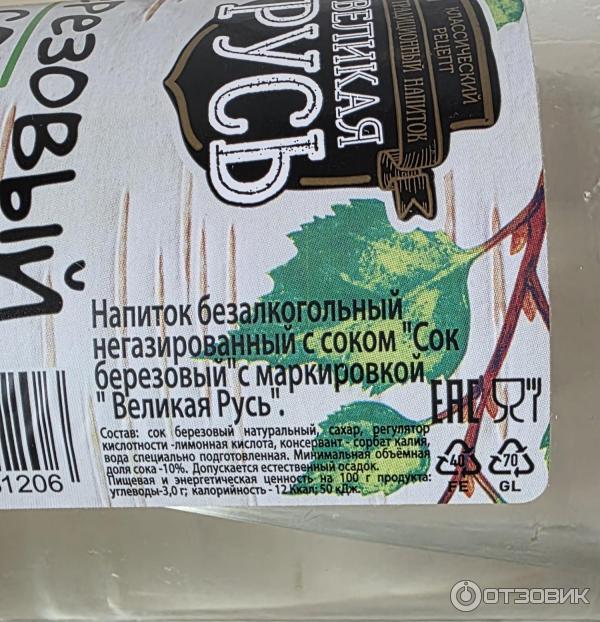 КЛАССИЧЕСКИЙ
РЕЦЕПТ
ТРАДИЦИОННЫЙ НАПИТОК
ВЕЛИКАЯ
РУСЬ
резовый
Напиток безалкогольный
негазированный с соком "Сок
березовый"с маркировкой
" Великая Русь".
Состав: сок березовый натуральный, сахар, регулятор
кислотности -лимонная кислота, консервант - сорбат калия,
вода специально подготовленная. Минимальная объёмная
доля сока -10%. Допускается естественный осадок.
Пищевая и энергетическая ценность на 100 г продукта:
углеводы-3,0 г; калорийность - 12 Ккал; 50 кДж.
EAC
40
FE
70
GL
1206
ОТЗОВИК